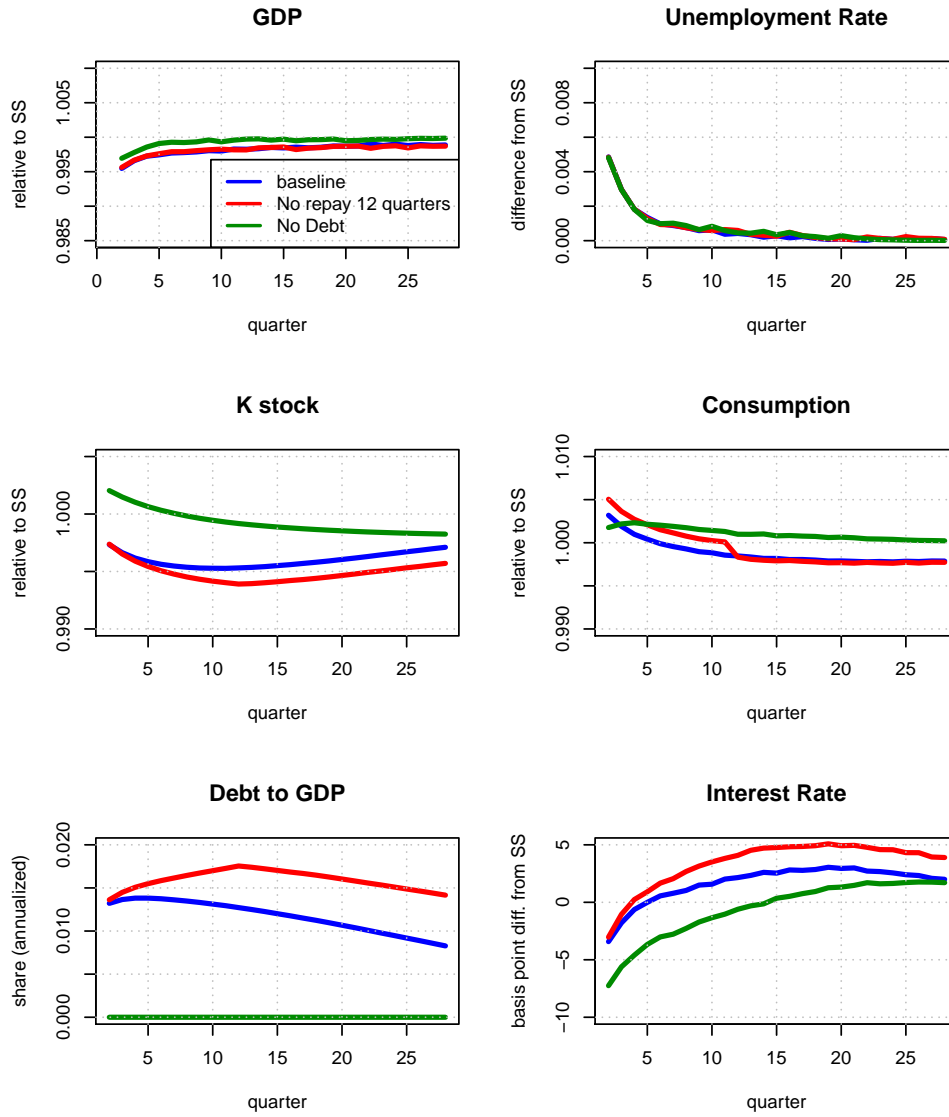 GDP
relative to SS
1.005
0.995
0.985
baseline
No repay 12 quarters
No Debt
0 5 10 15 20 25
quarter
Unemployment Rate
difference from SS
0.008
0.004
0.000
5 10 15 20 25
quarter
K stock
relative to SS
1.000
0.990
5 10 15 20 25
quarter
Consumption
relative to SS
1.010
1.000
0.990
5 10 15 20 25
quarter
Debt to GDP
share (annualized)
0.020
0.010
0.000
5 10 15 20 25
quarter
Interest Rate
basis point diff. from SS
5
0
−5
−10
5 10 15 20 25
quarter